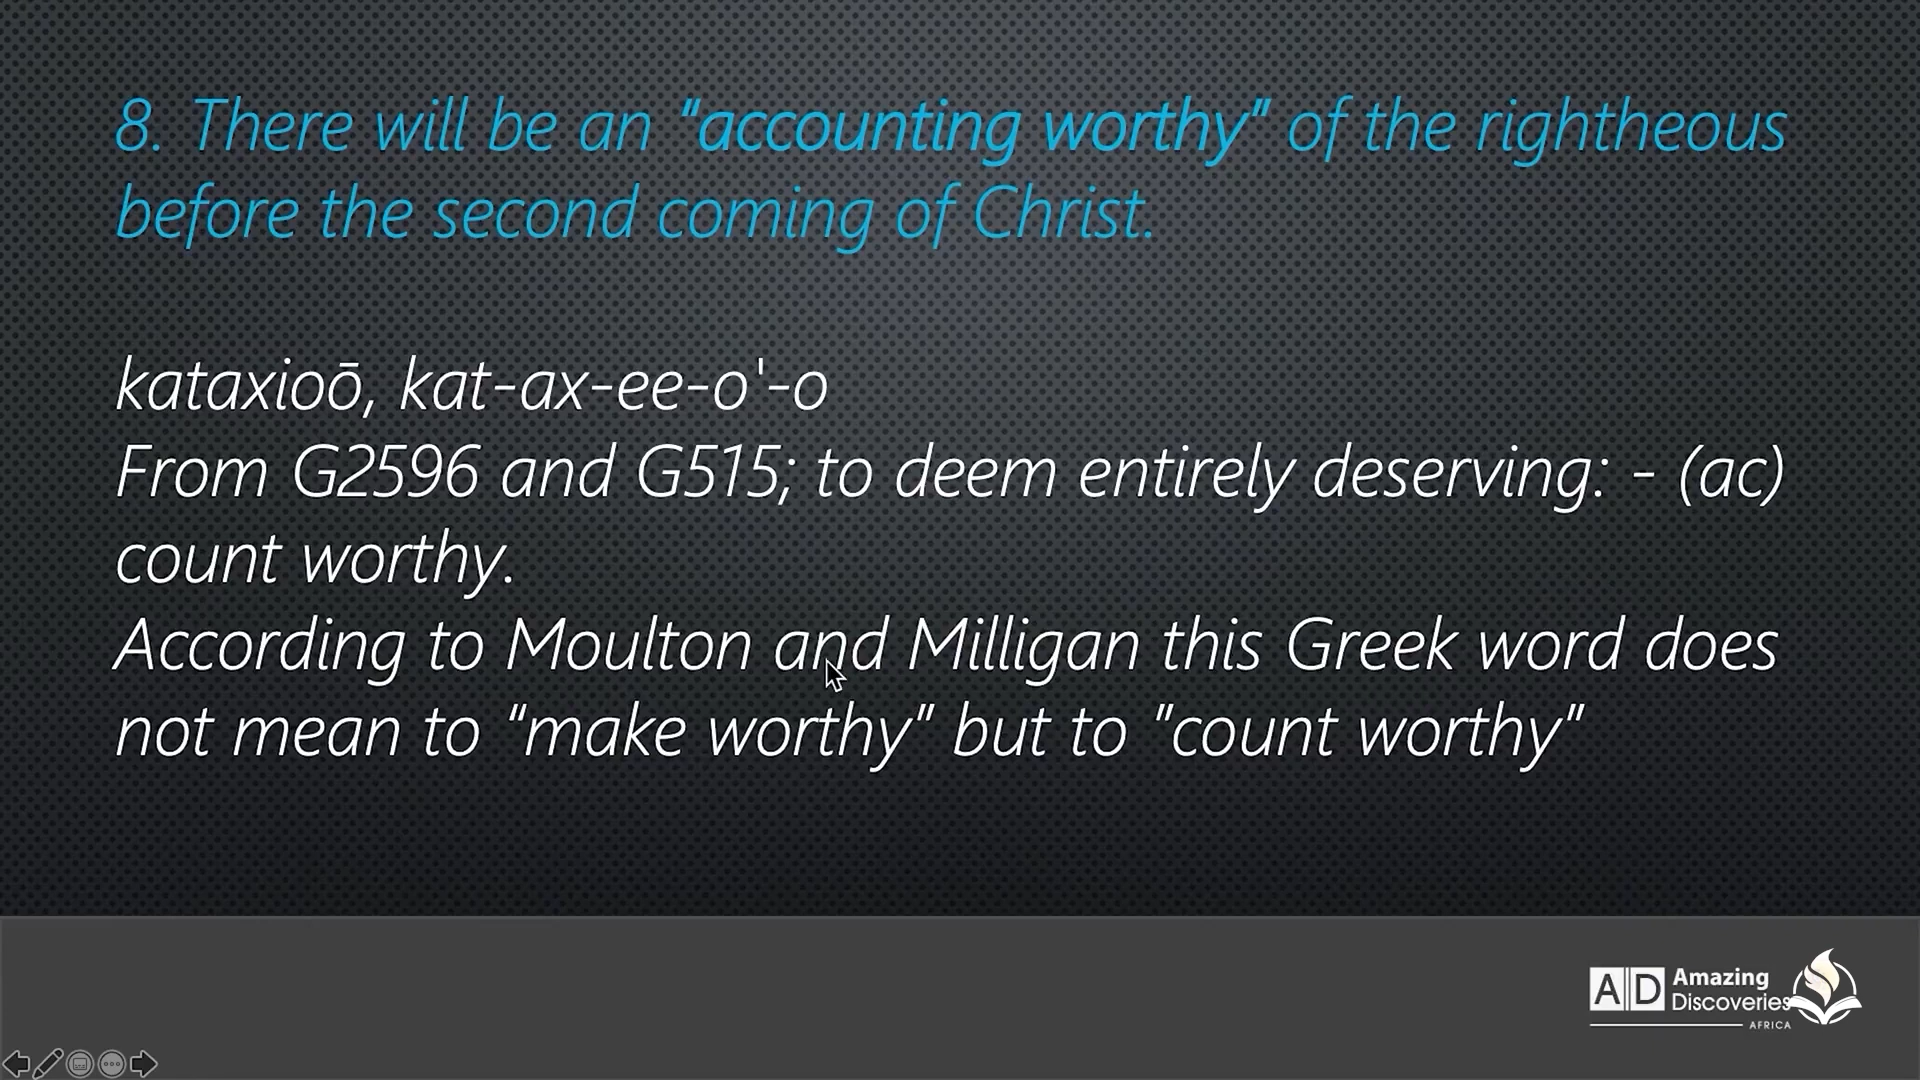 8. There will be an "accounting worthy" of the rightheous
before the second coming of Christ.
kataxioō, kat-ax-ee-o'-o
From G2596 and G515; to deem entirely deserving: - (ac)
count worthy.
According to Moulton and Milligan this Greek word does
not mean to “make worthy” but to ”count worthy”
AD Amazing
Discoveries
AFRICA